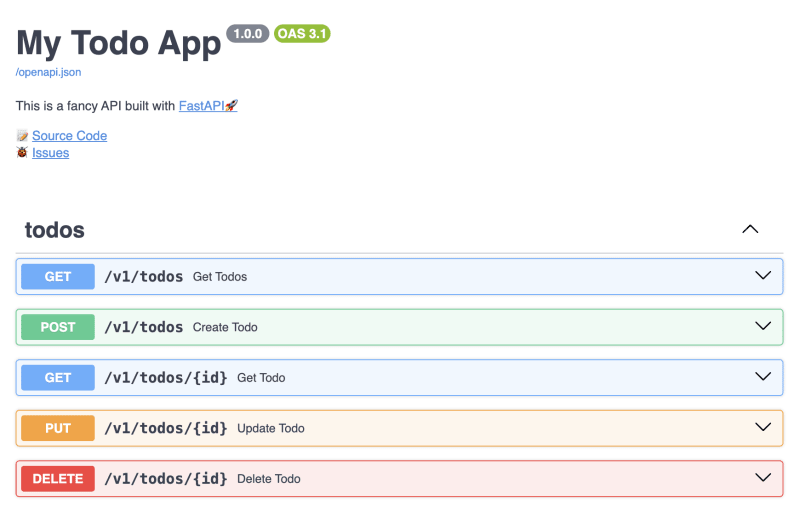 My Todo App 1.0.0 OAS 3.1
/openapi.json
This is a fancy API built with FastAPI🚀
📝 Source Code
🐞 Issues
todos
GET /v1/todos Get Todos
POST /v1/todos Create Todo
GET /v1/todos/{id} Get Todo
PUT /v1/todos/{id} Update Todo
DELETE /v1/todos/{id} Delete Todo